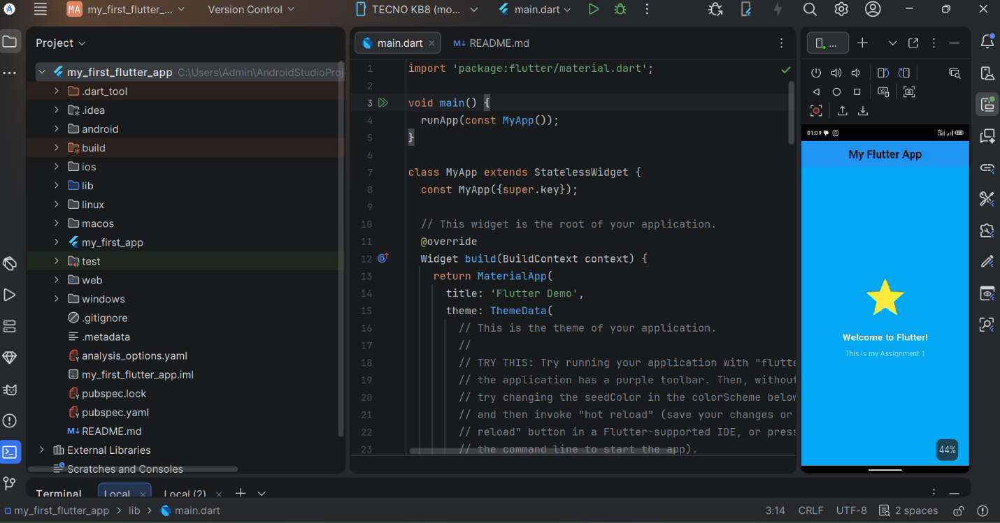 MA my_first_flutter_... Version Control TECNO KB8 (mo... main.dart
Project
my_first_flutter_app C:\Users\Admin\AndroidStudioProj
.dart_tool
.idea
android
build
ios
lib
linux
macos
my_first_app
test
web
windows
.gitignore
.metadata
analysis_options.yaml
my_first_flutter_app.iml
pubspec.lock
pubspec.yaml
M↓ README.md
External Libraries
Scratches and Consoles
main.dart M↓ README.md
1 import 'package:flutter/material.dart';
2
3 void main() {
4 runApp(const MyApp());
5 }
6
7 class MyApp extends StatelessWidget {
8 const MyApp({super.key});
9
10 // This widget is the root of your application.
11 @override
12 Widget build(BuildContext context) {
13 return MaterialApp(
14 title: 'Flutter Demo',
15 theme: ThemeData(
16 // This is the theme of your application.
17 //
18 // TRY THIS: Try running your application with "flutte
19 // the application has a purple toolbar. Then, without
20 // try changing the seedColor in the colorScheme below
21 // and then invoke "hot reload" (save your changes or
22 // reload" button in a Flutter-supported IDE, or press
23 // the command line to start the app).
...
01:09
My Flutter App
Welcome to Flutter!
This is my Assignment 1
44%
Terminal Local Local (2)
my_first_flutter_app > lib > main.dart 3:14 CRLF UTF-8 2 spaces